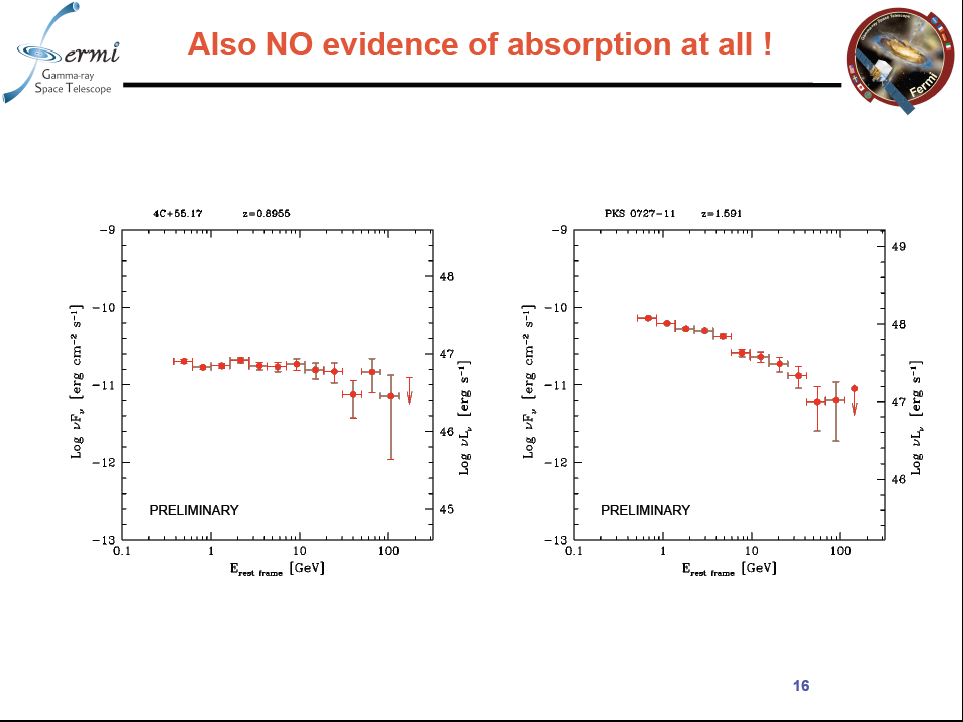 Also NO evidence of absorption at all !
Fermi
Gamma-ray
Space Telescope
Gamma-ray Space Telescope
Fermi
4C+55.17 z=0.8955
-9
-10
-11
-12
-13
48
47
46
45
Log νFν [erg cm−2 s−1]
Log νLν [erg s−1]
PRELIMINARY
0.1 1 10 100
Erest frame [GeV]
PKS 0727-11 z=1.591
-9
-10
-11
-12
-13
49
48
47
46
Log νFν [erg cm−2 s−1]
Log νLν [erg s−1]
PRELIMINARY
0.1 1 10 100
Erest frame [GeV]
16